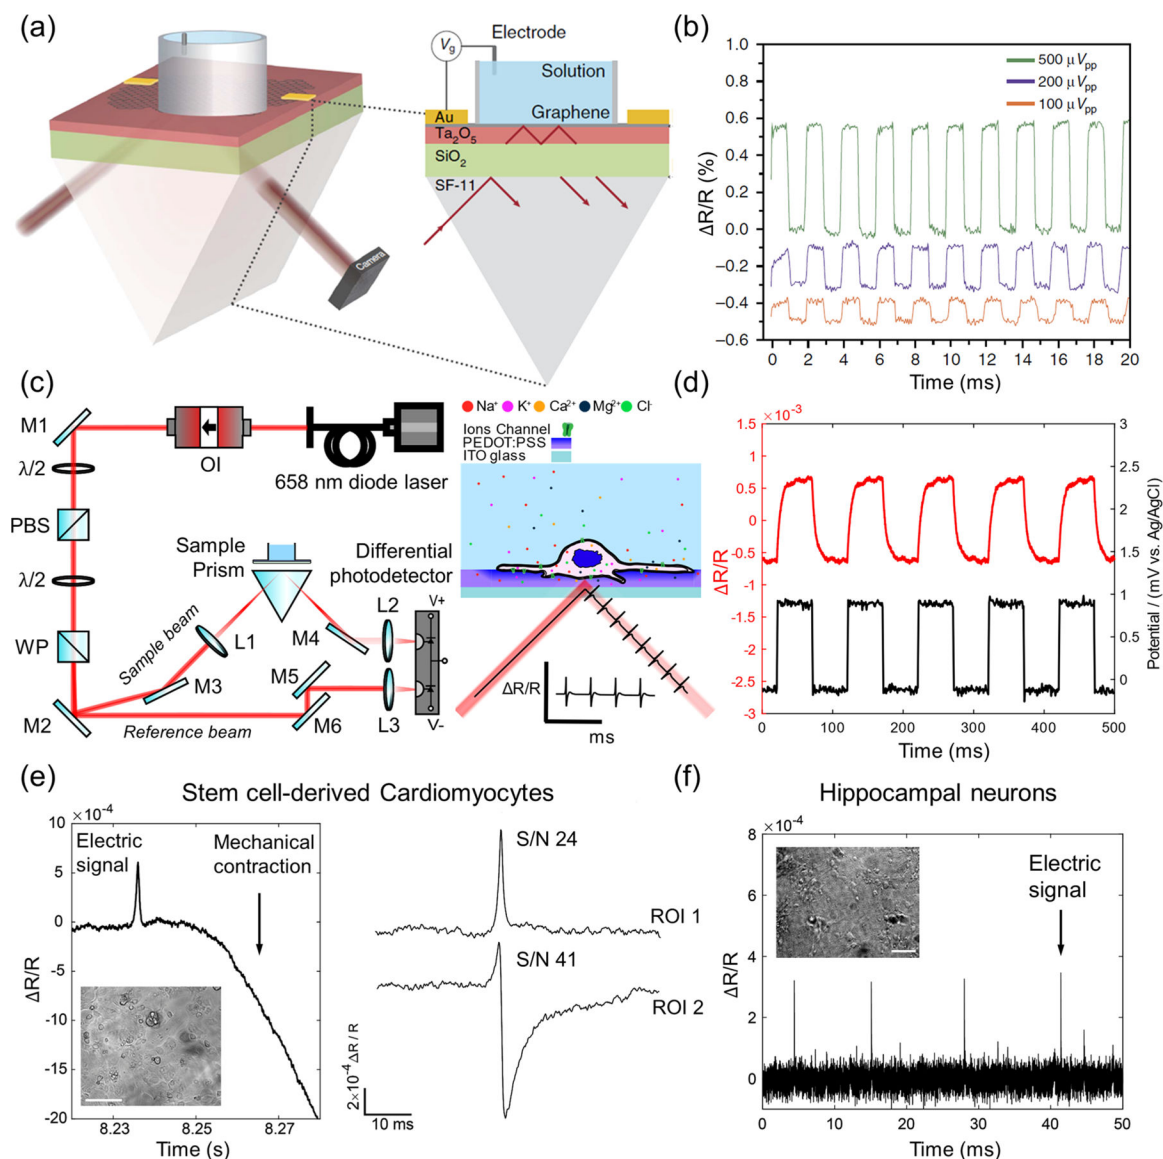 (a)
Vg
Electrode
Solution
Graphene
Au
Ta2O5
SiO2
SF-11
Camera
(b)
1.0
0.8
0.6
0.4
0.2
0.0
−0.2
−0.4
−0.6
ΔR/R (%)
500 μVpp
200 μVpp
100 μVpp
0 2 4 6 8 10 12 14 16 18 20
Time (ms)
(c)
M1
OI
658 nm diode laser
λ/2
PBS
λ/2
WP
M2
Sample
Prism
Sample beam
L1
M3
M4
L2
Differential
photodetector
V+
V-
M5
M6
L3
Reference beam
Na+ K+ Ca2+ Mg2+ Cl-
Ions Channel
PEDOT:PSS
ITO glass
ΔR/R
ms
(d)
×10-3
1.5
1
0.5
0
-0.5
-1
-1.5
-2
-2.5
-3
ΔR/R
3
2.5
2
1.5
1
0.5
0
Potential / (mV vs. Ag/AgCl)
0 100 200 300 400 500
Time (ms)
(e)
Stem cell-derived Cardiomyocytes
×10-4
10
5
0
-5
-10
-15
-20
ΔR/R
Electric
signal
Mechanical
contraction
8.23 8.25 8.27
Time (s)
S/N 24
ROI 1
S/N 41
ROI 2
2×10-4 ΔR / R
10 ms
(f)
Hippocampal neurons
×10-4
8
6
4
2
0
ΔR/R
Electric
signal
0 10 20 30 40 50
Time (ms)